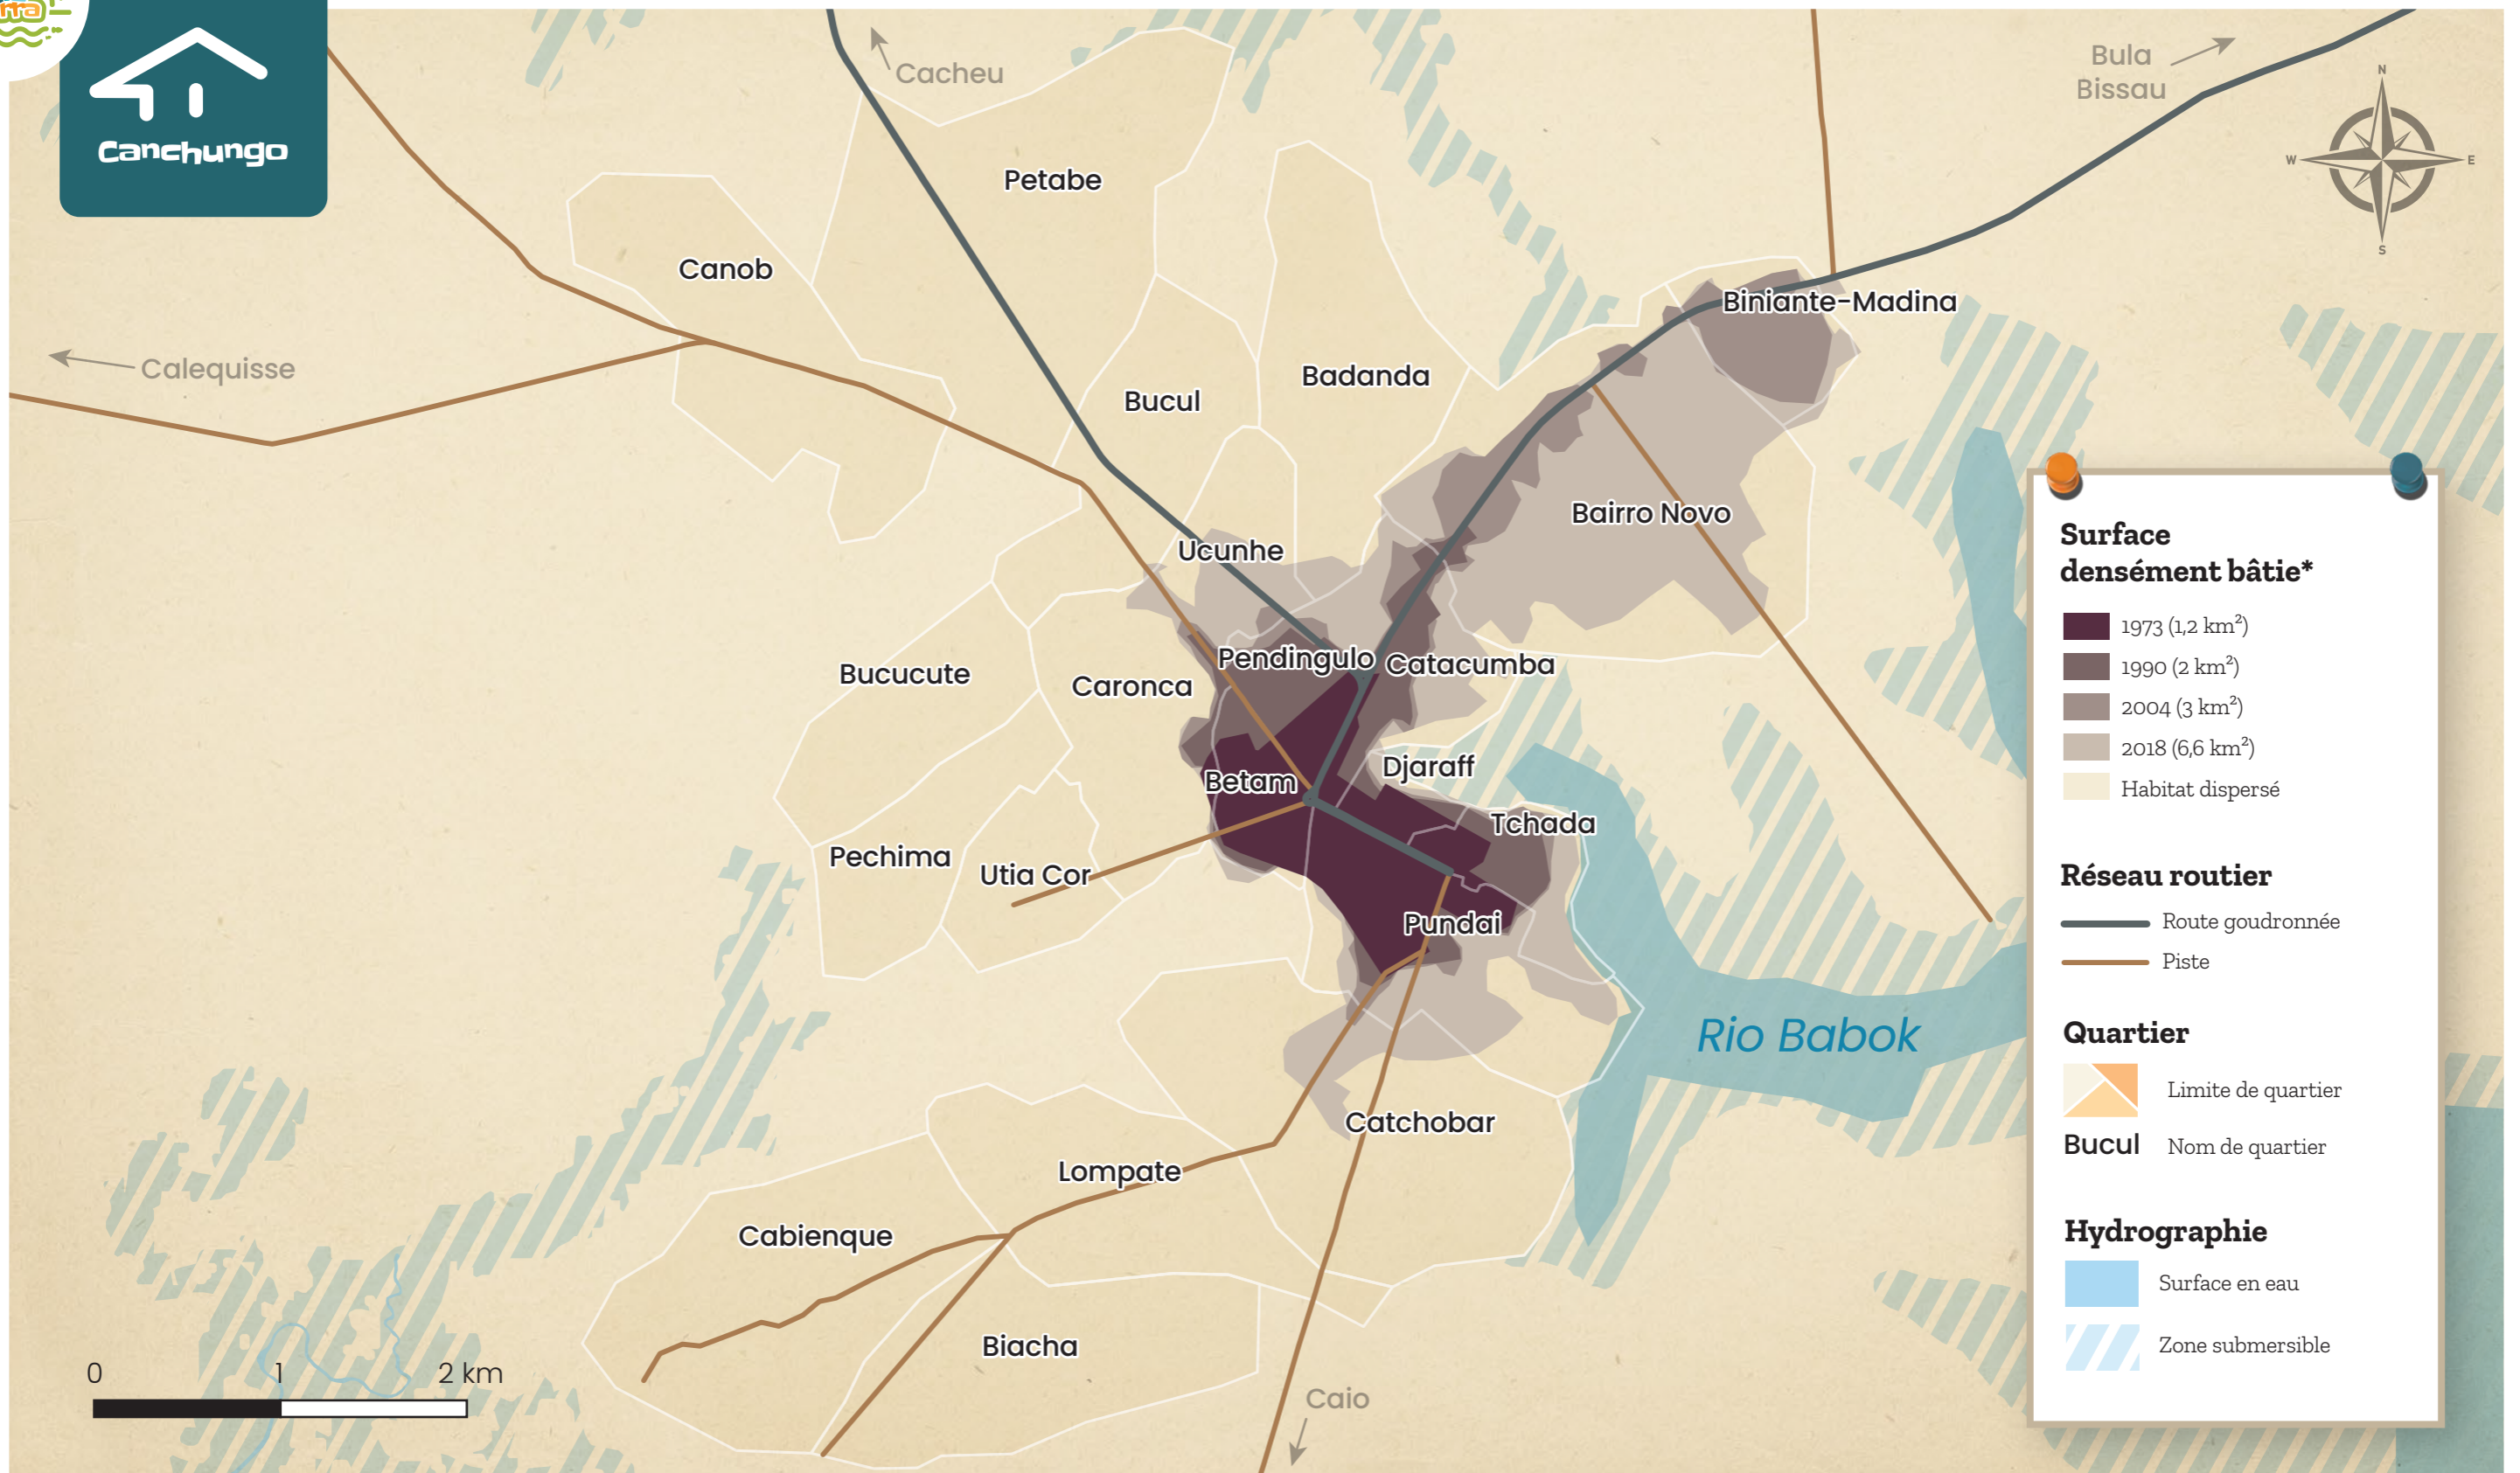 Canchungo
Cacheu
Bula
Bissau
N
W
E
S
Petabe
Canob
Biniante-Madina
Calequisse
Badanda
Bucul
Bairro Novo
Ucunhe
Pendingulo
Catacumba
Bucucute
Caronca
Djaraff
Betam
Tchada
Pechima
Utia Cor
Pundai
Rio Babok
Catchobar
Lompate
Cabienque
Biacha
Caio
0 1 2 km
Surface
densément bâtie*
1973 (1,2 km²)
1990 (2 km²)
2004 (3 km²)
2018 (6,6 km²)
Habitat dispersé
Réseau routier
Route goudronnée
Piste
Quartier
Limite de quartier
Bucul Nom de quartier
Hydrographie
Surface en eau
Zone submersible